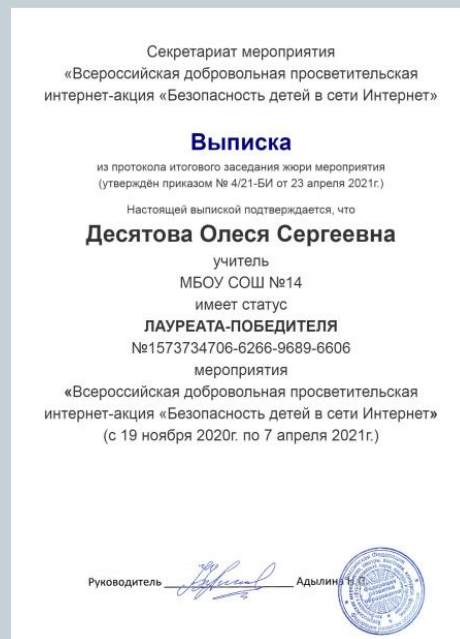 Секретариат мероприятия
«Всероссийская добровольная просветительская
интернет-акция «Безопасность детей в сети Интернет»
Выписка
из протокола итогового заседания жюри мероприятия
(утверждён приказом № 4/21-БИ от 23 апреля 2021г.)
Настоящей выпиской подтверждается, что
Десятова Олеся Сергеевна
учитель
МБОУ СОШ №14
имеет статус
ЛАУРЕАТА-ПОБЕДИТЕЛЯ
№1573734706-6266-9689-6606
мероприятия
«Всероссийская добровольная просветительская
интернет-акция «Безопасность детей в сети Интернет»
(с 19 ноября 2020г. по 7 апреля 2021г.)
Руководитель Адылина